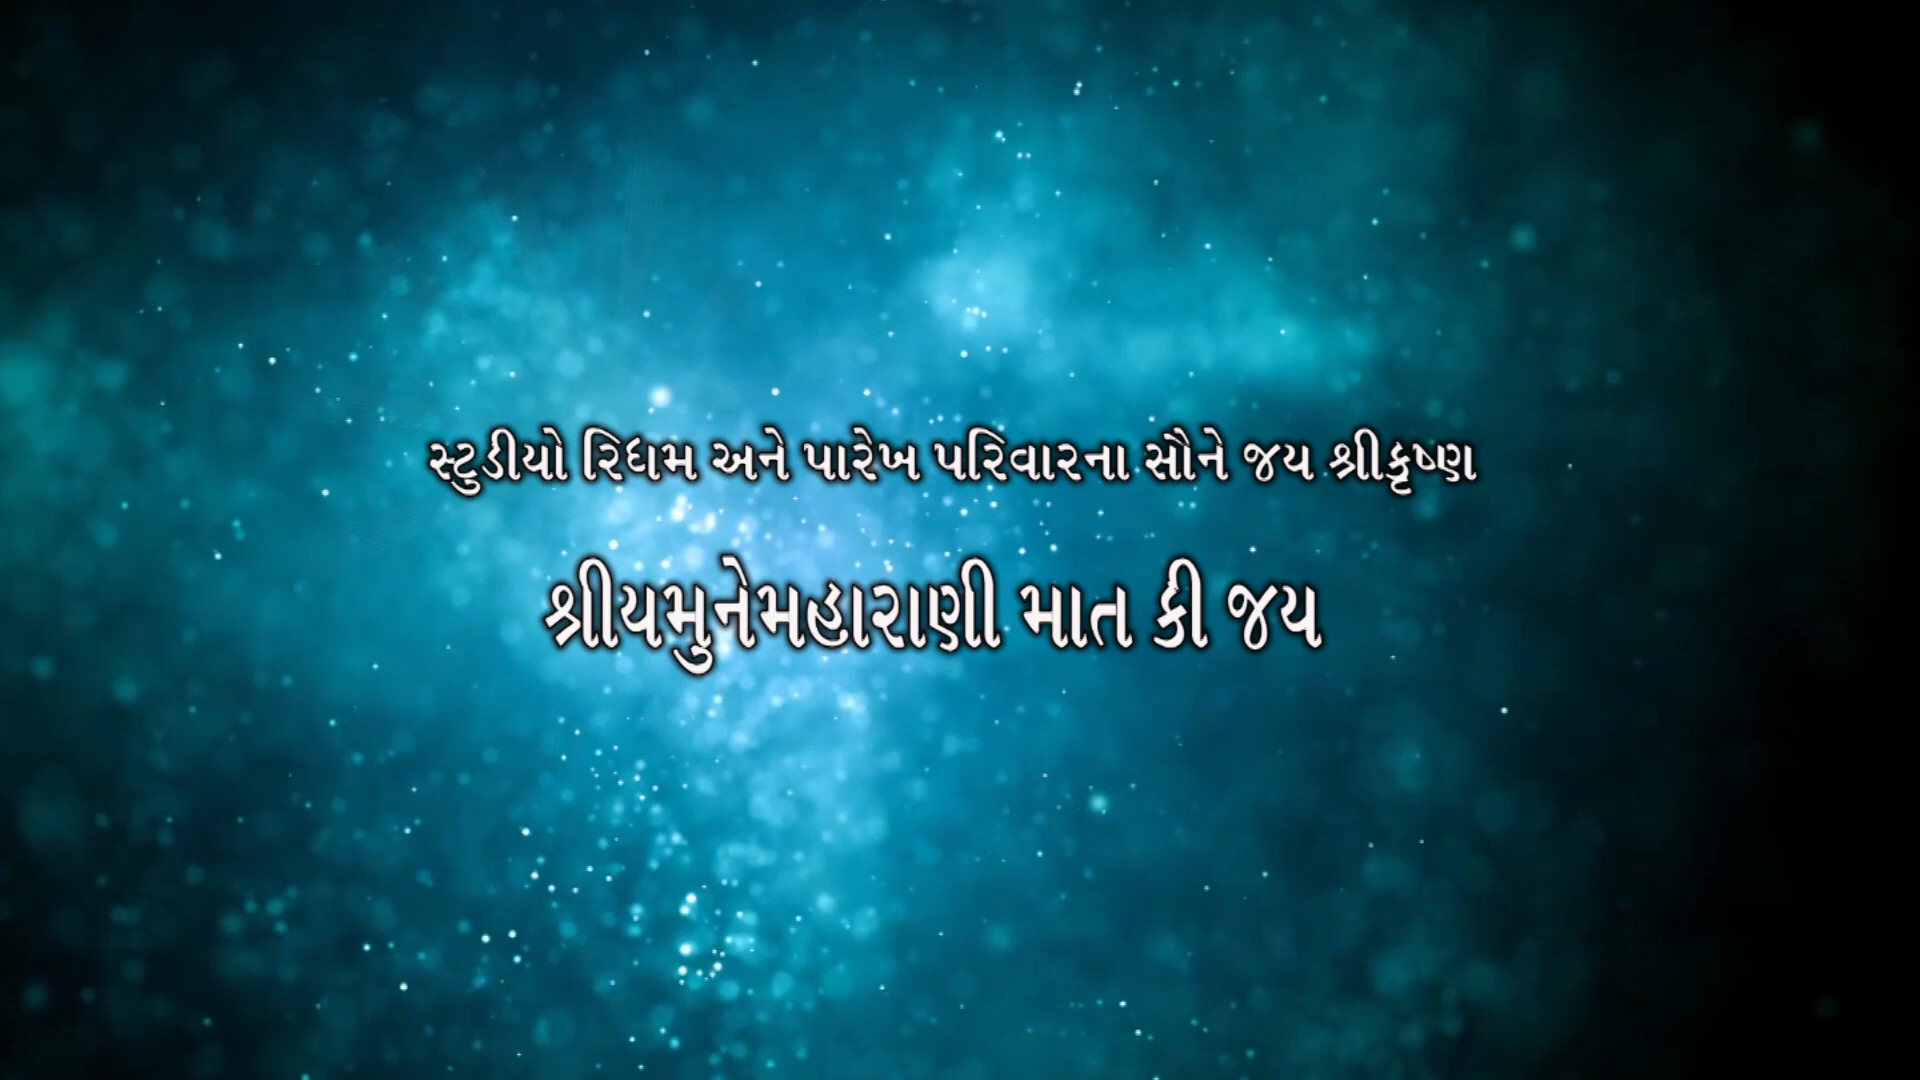 સ્ટુડીયો રિધમ અને પારેખ પરિવારના સૌને જય શ્રીકૃષ્ણ
શ્રીયમુનેમહારાણી માત કી જય